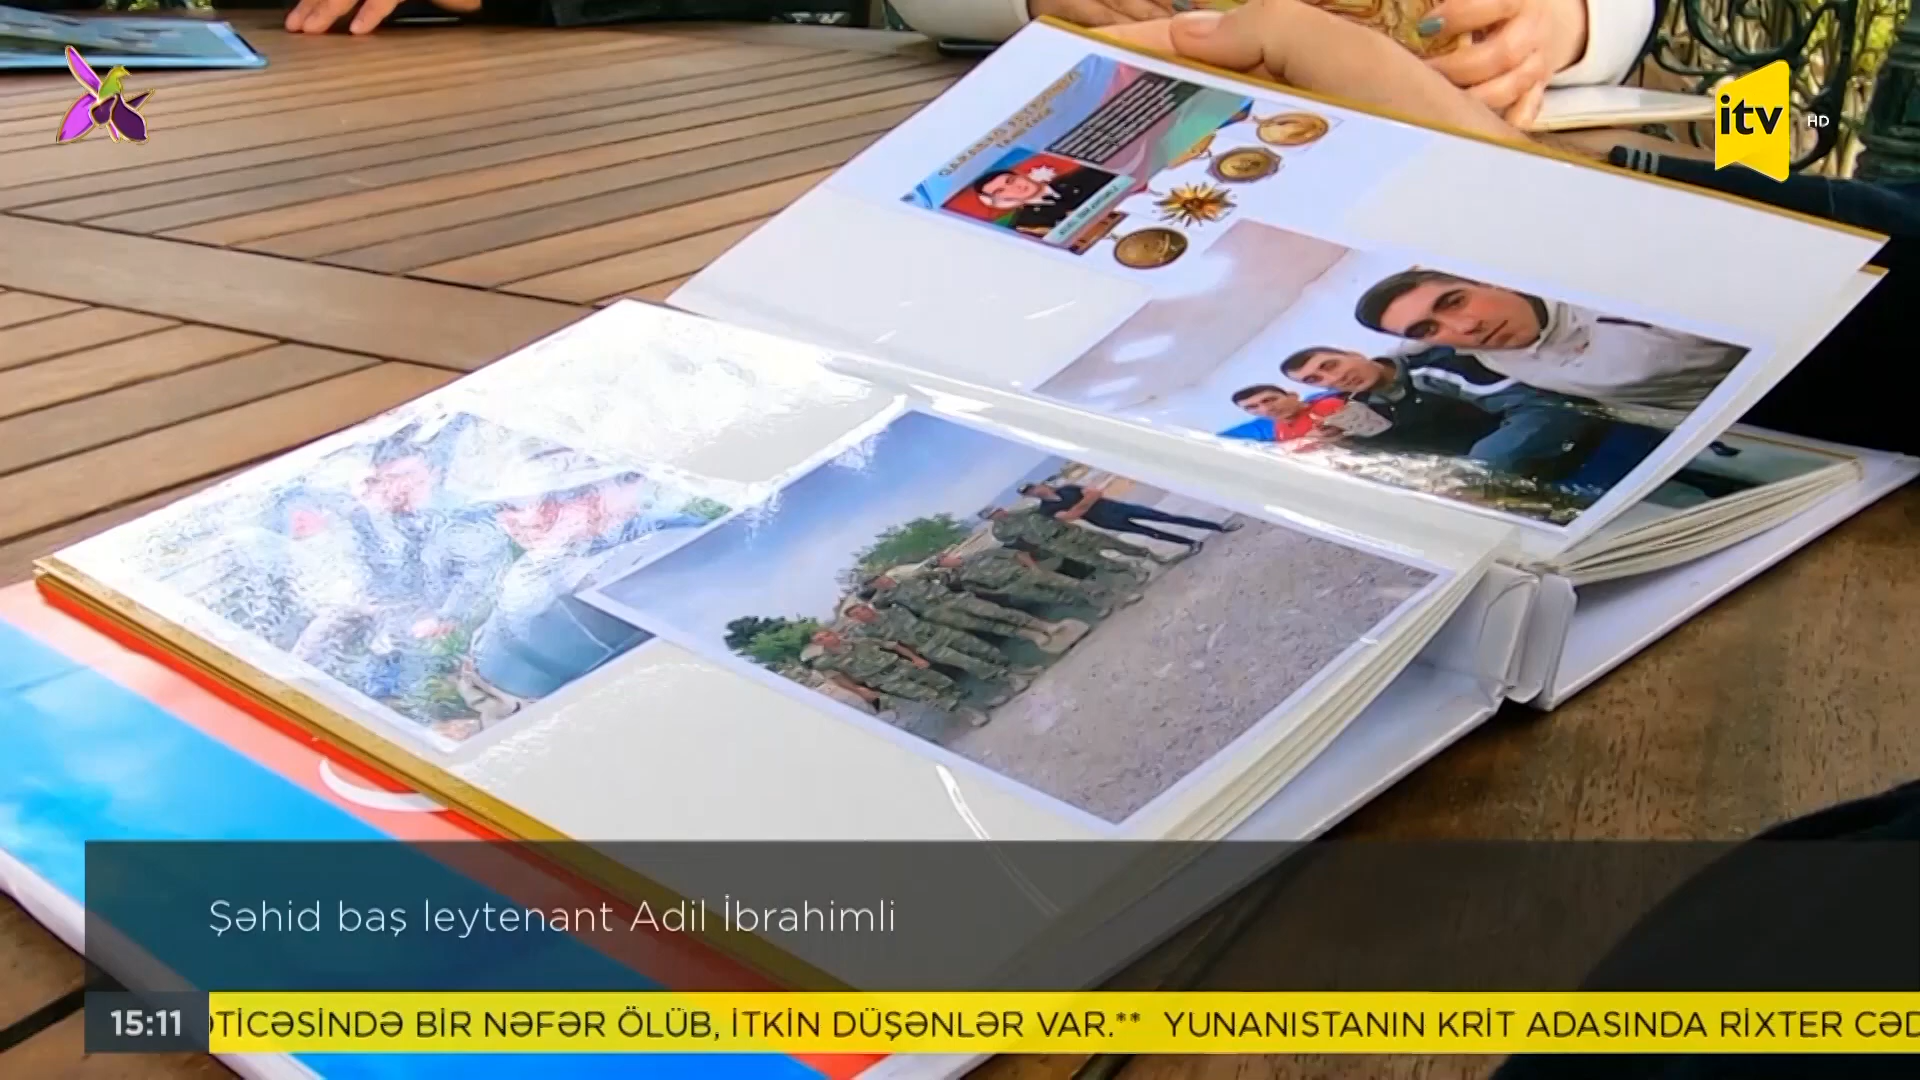 itv HD
Şəhid baş leytenant Adil İbrahimli
15:11
ƏTİCƏSİNDƏ BİR NƏFƏR ÖLÜB, İTKİN DÜŞƏNLƏR VAR.** YUNANISTANIN KRİT ADASINDA RİXTER CƏD